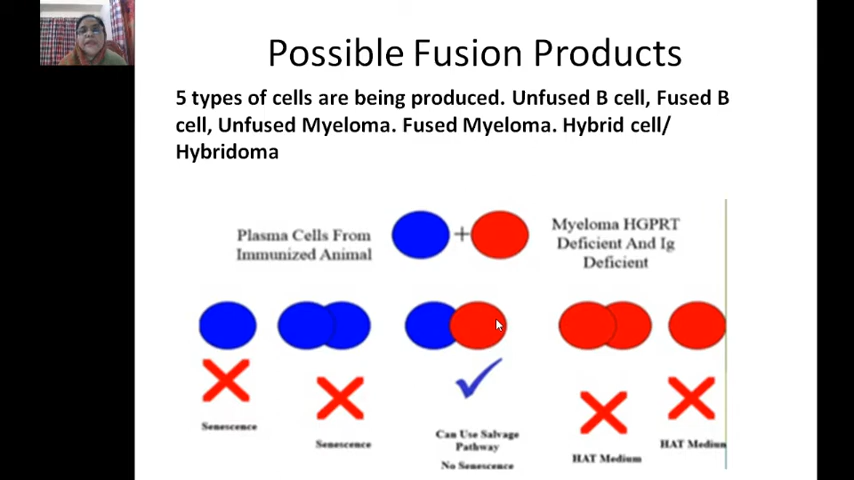 Possible Fusion Products
5 types of cells are being produced. Unfused B cell, Fused B
cell, Unfused Myeloma. Fused Myeloma. Hybrid cell/
Hybridoma
Plasma Cells From
Immunized Animal
+
Myeloma HGPRT
Deficient And Ig
Deficient
Senescence
Senescence
Can Use Salvage
Pathway
No Senescence
HAT Medium
HAT Medium